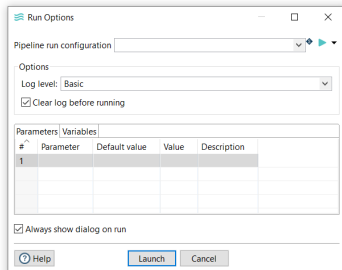 Run Options
Pipeline run configuration
Options
Log level: Basic
Clear log before running
Parameters Variables
# Parameter Default value Value Description
1
Always show dialog on run
Help Launch Cancel